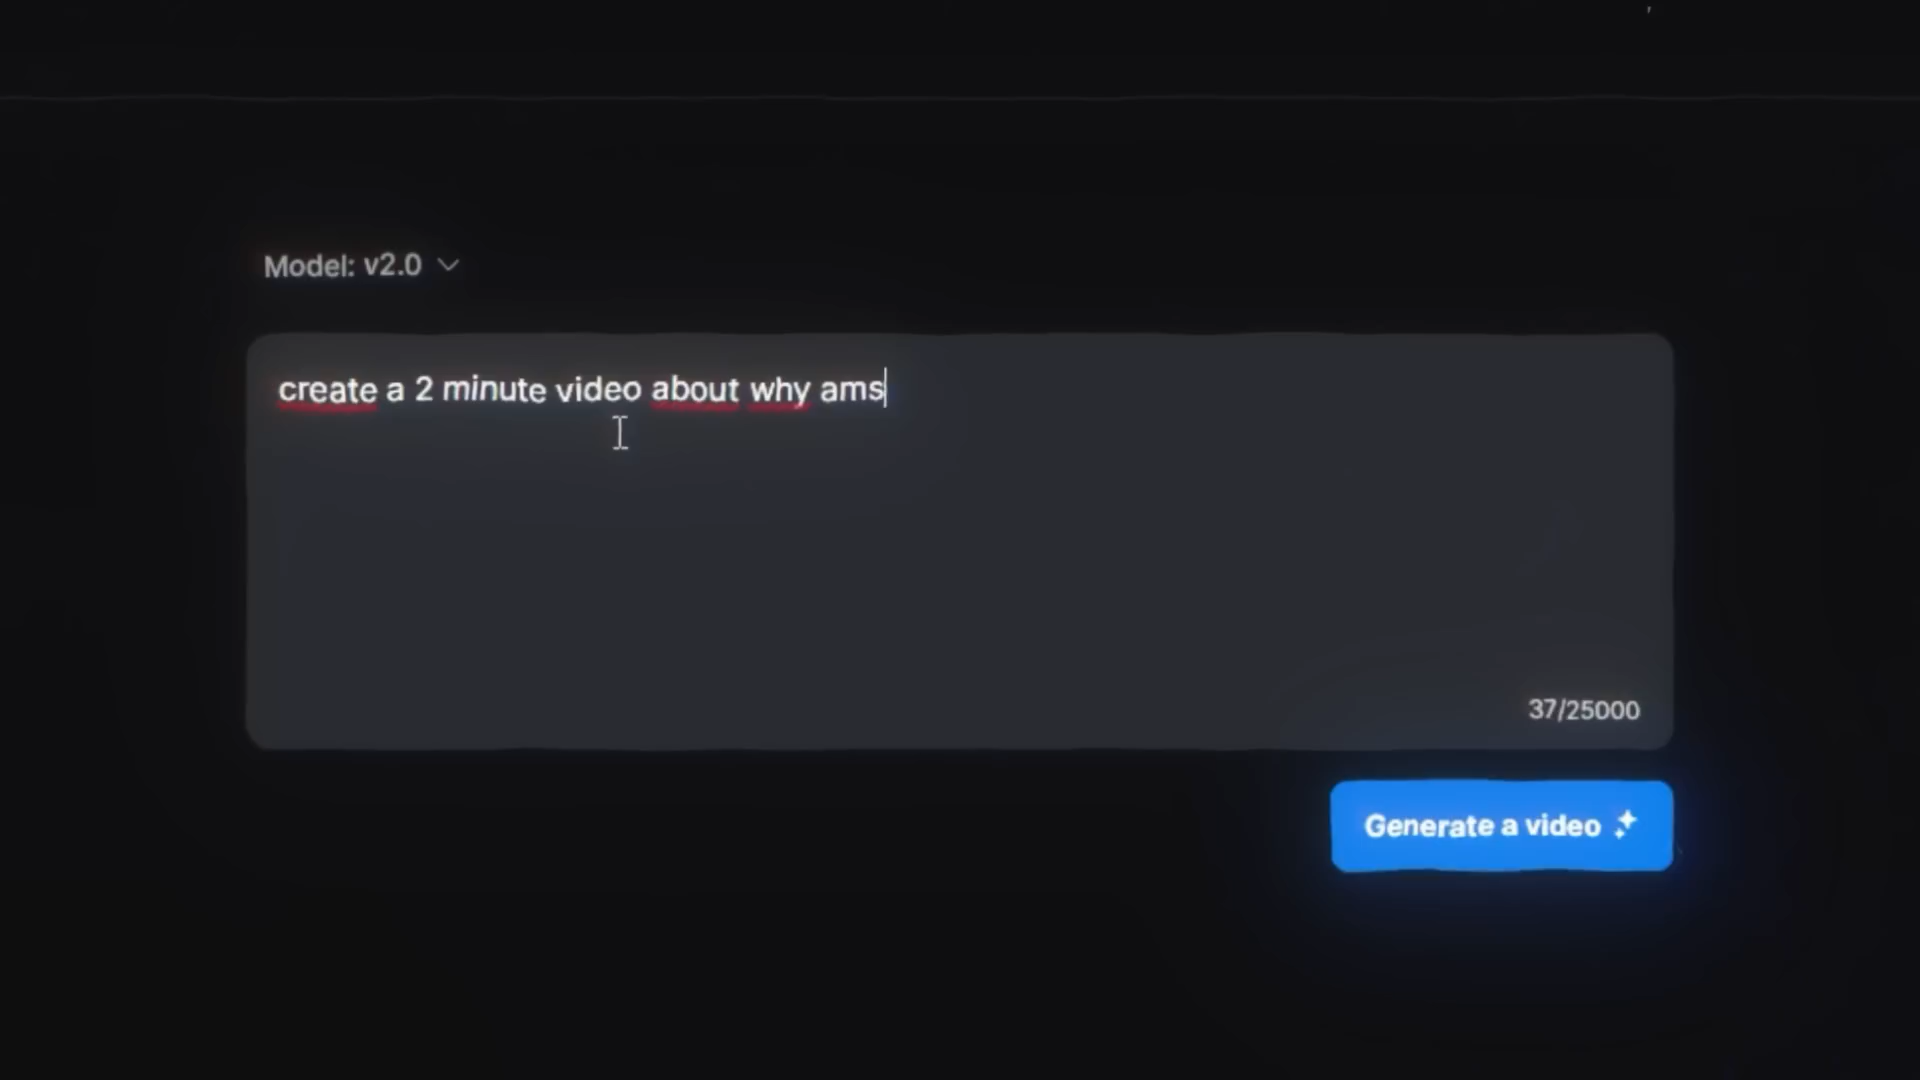 Model: v2.0
create a 2 minute video about why ams
37/25000
Generate a video